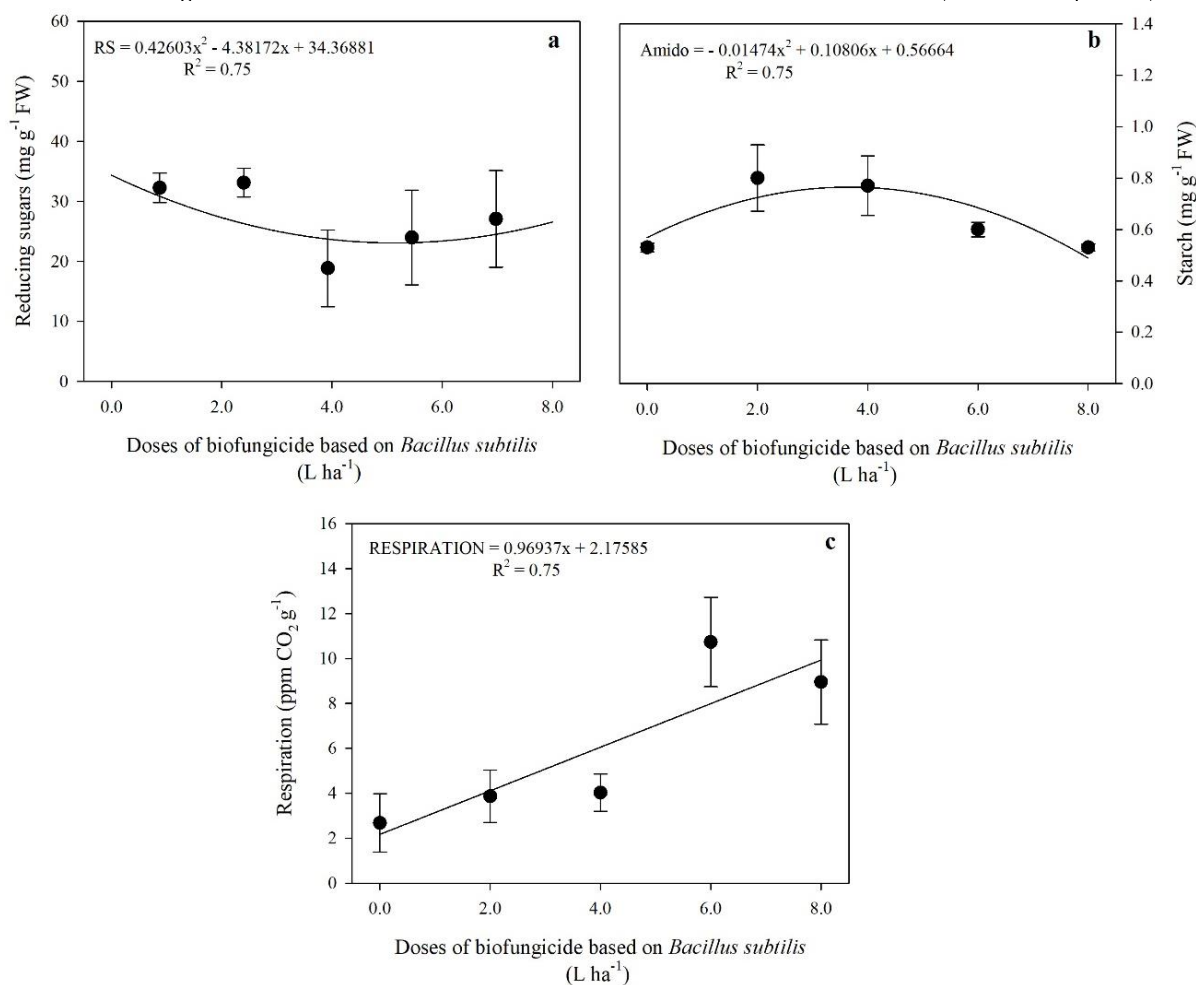 RS = 0.42603x² - 4.38172x + 34.36881
R² = 0.75
a
Reducing sugars (mg g⁻¹ FW)
60
50
40
30
20
10
0
0.0 2.0 4.0 6.0 8.0
Doses of biofungicide based on Bacillus subtilis
(L ha⁻¹)
Amido = - 0.01474x² + 0.10806x + 0.56664
R² = 0.75
b
1.4
1.2
1.0
0.8
0.6
0.4
0.2
0.0
Starch (mg g⁻¹ FW)
0.0 2.0 4.0 6.0 8.0
Doses of biofungicide based on Bacillus subtilis
(L ha⁻¹)
RESPIRATION = 0.96937x + 2.17585
R² = 0.75
c
Respiration (ppm CO₂ g⁻¹)
16
14
12
10
8
6
4
2
0
0.0 2.0 4.0 6.0 8.0
Doses of biofungicide based on Bacillus subtilis
(L ha⁻¹)